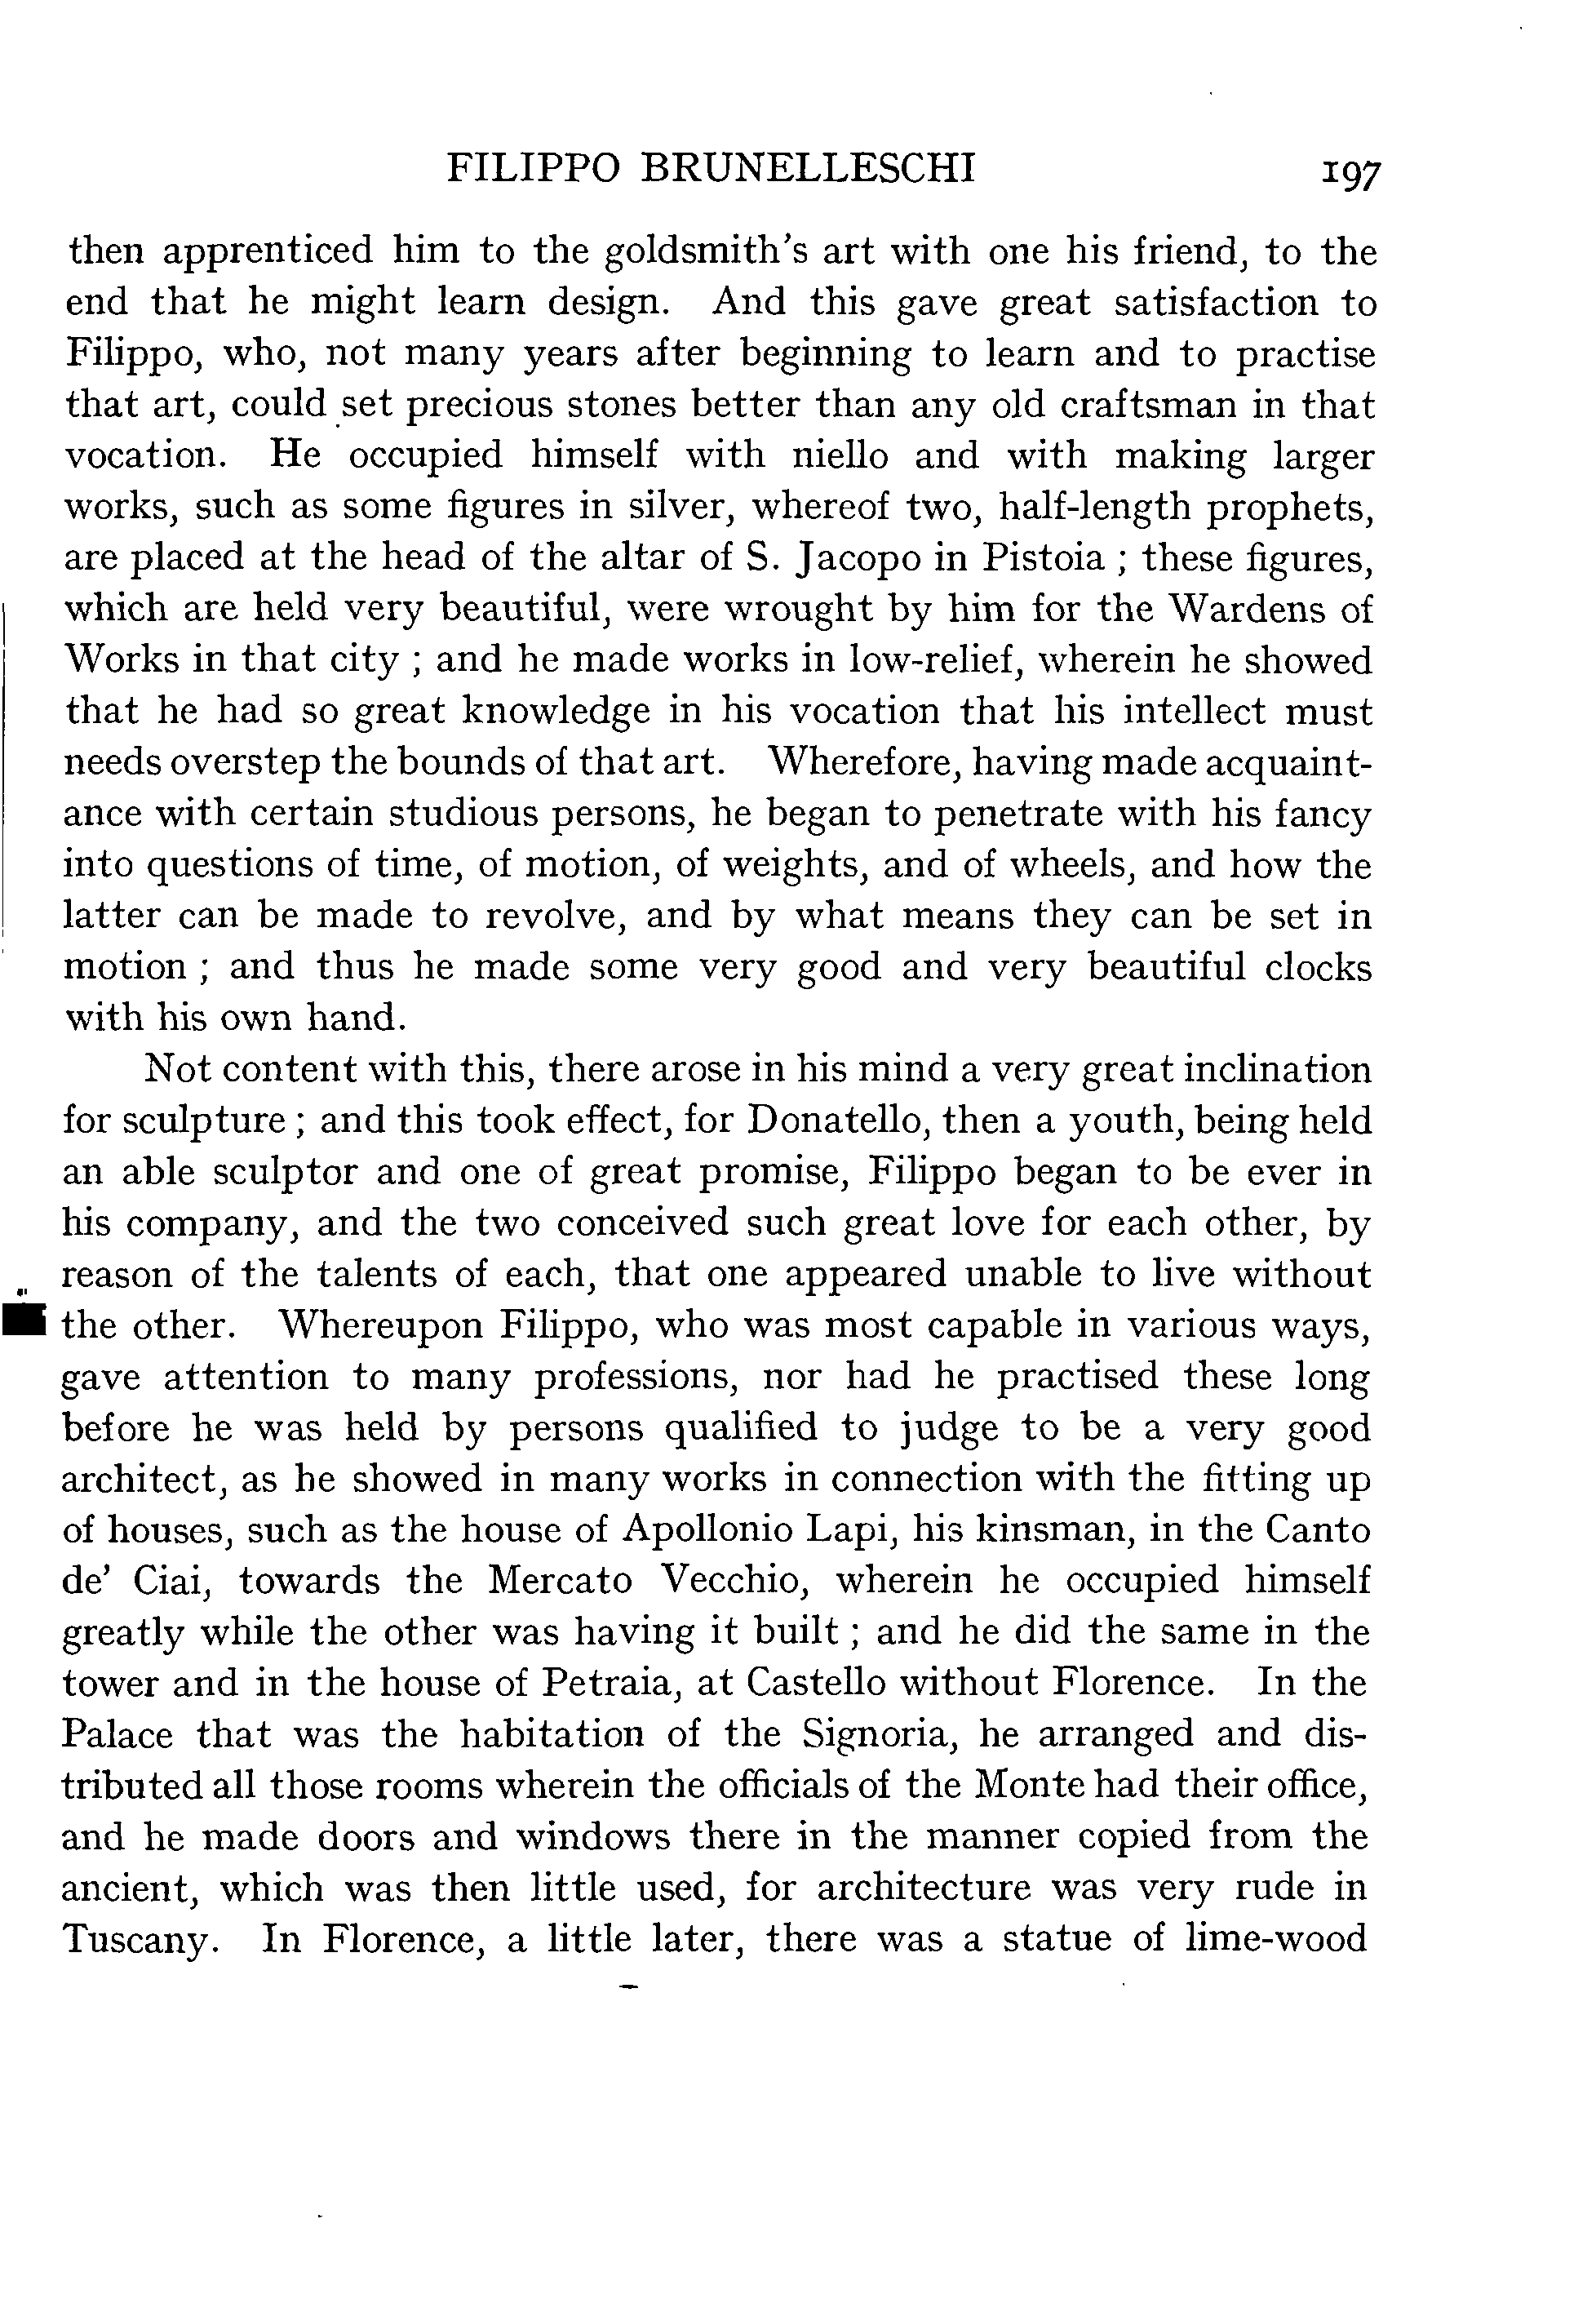 FILIPPO BRUNELLESCHI 197
then apprenticed him to the goldsmith's art with one his friend, to the
end that he might learn design. And this gave great satisfaction to
Filippo, who, not many years after beginning to learn and to practise
that art, could set precious stones better than any old craftsman in that
vocation. He occupied himself with niello and with making larger
works, such as some figures in silver, whereof two, half-length prophets,
are placed at the head of the altar of S. Jacopo in Pistoia ; these figures,
which are held very beautiful, were wrought by him for the Wardens of
Works in that city ; and he made works in low-relief, wherein he showed
that he had so great knowledge in his vocation that his intellect must
needs overstep the bounds of that art. Wherefore, having made acquaint-
ance with certain studious persons, he began to penetrate with his fancy
into questions of time, of motion, of weights, and of wheels, and how the
latter can be made to revolve, and by what means they can be set in
motion ; and thus he made some very good and very beautiful clocks
with his own hand.
Not content with this, there arose in his mind a very great inclination
for sculpture ; and this took effect, for Donatello, then a youth, being held
an able sculptor and one of great promise, Filippo began to be ever in
his company, and the two conceived such great love for each other, by
reason of the talents of each, that one appeared unable to live without
the other. Whereupon Filippo, who was most capable in various ways,
gave attention to many professions, nor had he practised these long
before he was held by persons qualified to judge to be a very good
architect, as he showed in many works in connection with the fitting up
of houses, such as the house of Apollonio Lapi, his kinsman, in the Canto
de' Ciai, towards the Mercato Vecchio, wherein he occupied himself
greatly while the other was having it built ; and he did the same in the
tower and in the house of Petraia, at Castello without Florence. In the
Palace that was the habitation of the Signoria, he arranged and dis-
tributed all those rooms wherein the officials of the Monte had their office,
and he made doors and windows there in the manner copied from the
ancient, which was then little used, for architecture was very rude in
Tuscany. In Florence, a little later, there was a statue of lime-wood